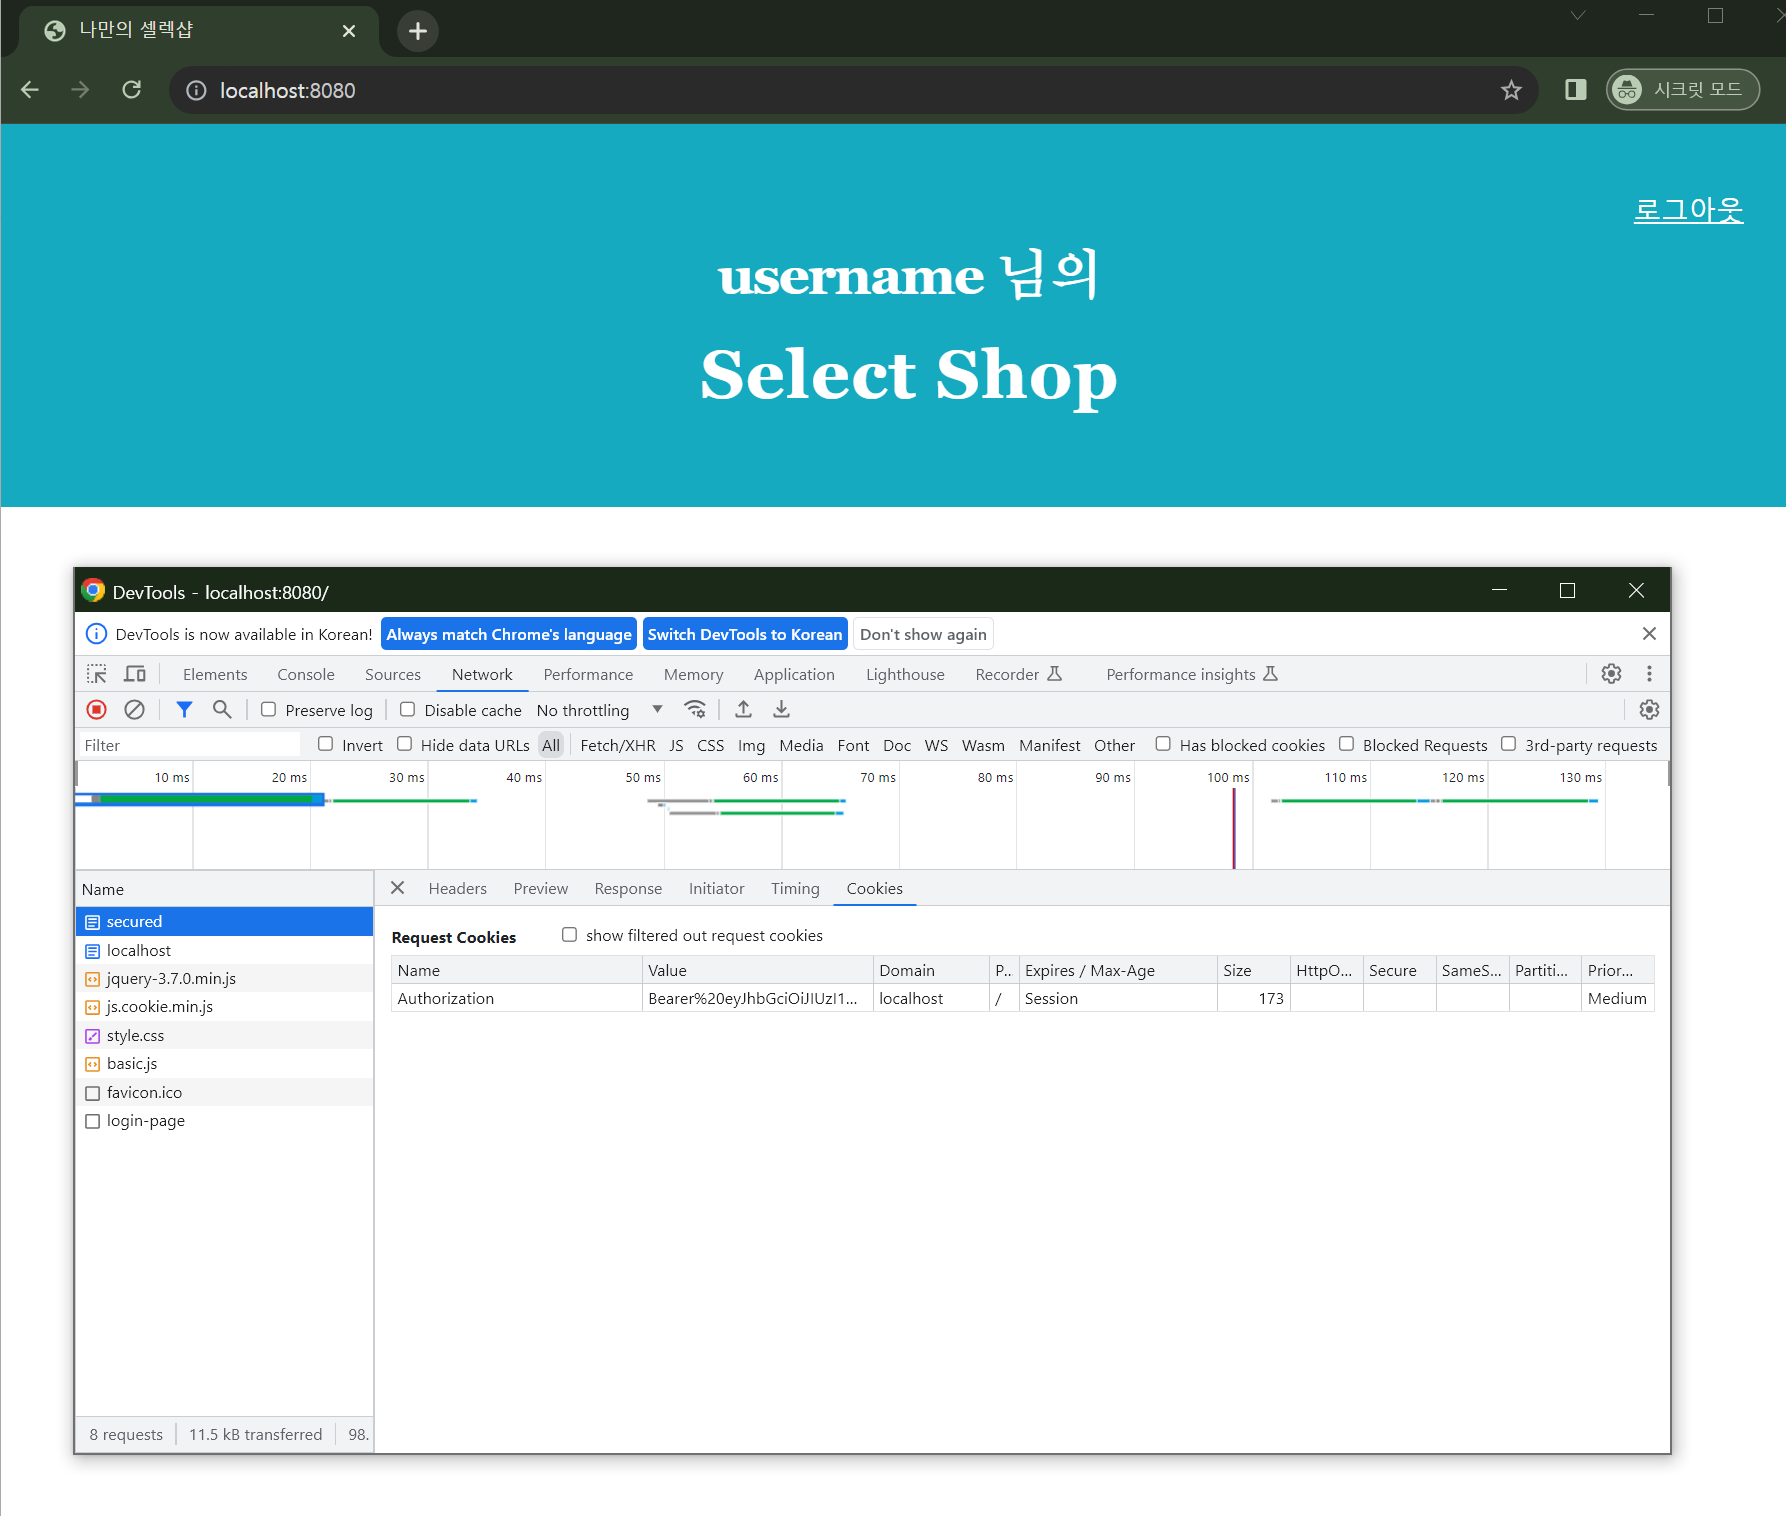 나만의 셀렉샵
localhost:8080
시크릿 모드
로그아웃
username 님의
Select Shop
DevTools - localhost:8080/
DevTools is now available in Korean! Always match Chrome's language Switch DevTools to Korean Don't show again
Elements Console Sources Network Performance Memory Application Lighthouse Recorder Performance insights
Preserve log Disable cache No throttling
Filter Invert Hide data URLs All Fetch/XHR JS CSS Img Media Font Doc WS Wasm Manifest Other Has blocked cookies Blocked Requests 3rd-party requests
10 ms 20 ms 30 ms 40 ms 50 ms 60 ms 70 ms 80 ms 90 ms 100 ms 110 ms 120 ms 130 ms
Name
secured
localhost
jquery-3.7.0.min.js
js.cookie.min.js
style.css
basic.js
favicon.ico
login-page
8 requests 11.5 kB transferred 98.
Headers Preview Response Initiator Timing Cookies
Request Cookies show filtered out request cookies
Name Value Domain P.. Expires / Max-Age Size HttpO... Secure SameS... Partiti... Prior...
Authorization Bearer%20eyJhbGciOiJIUzI1... localhost / Session 173 Medium